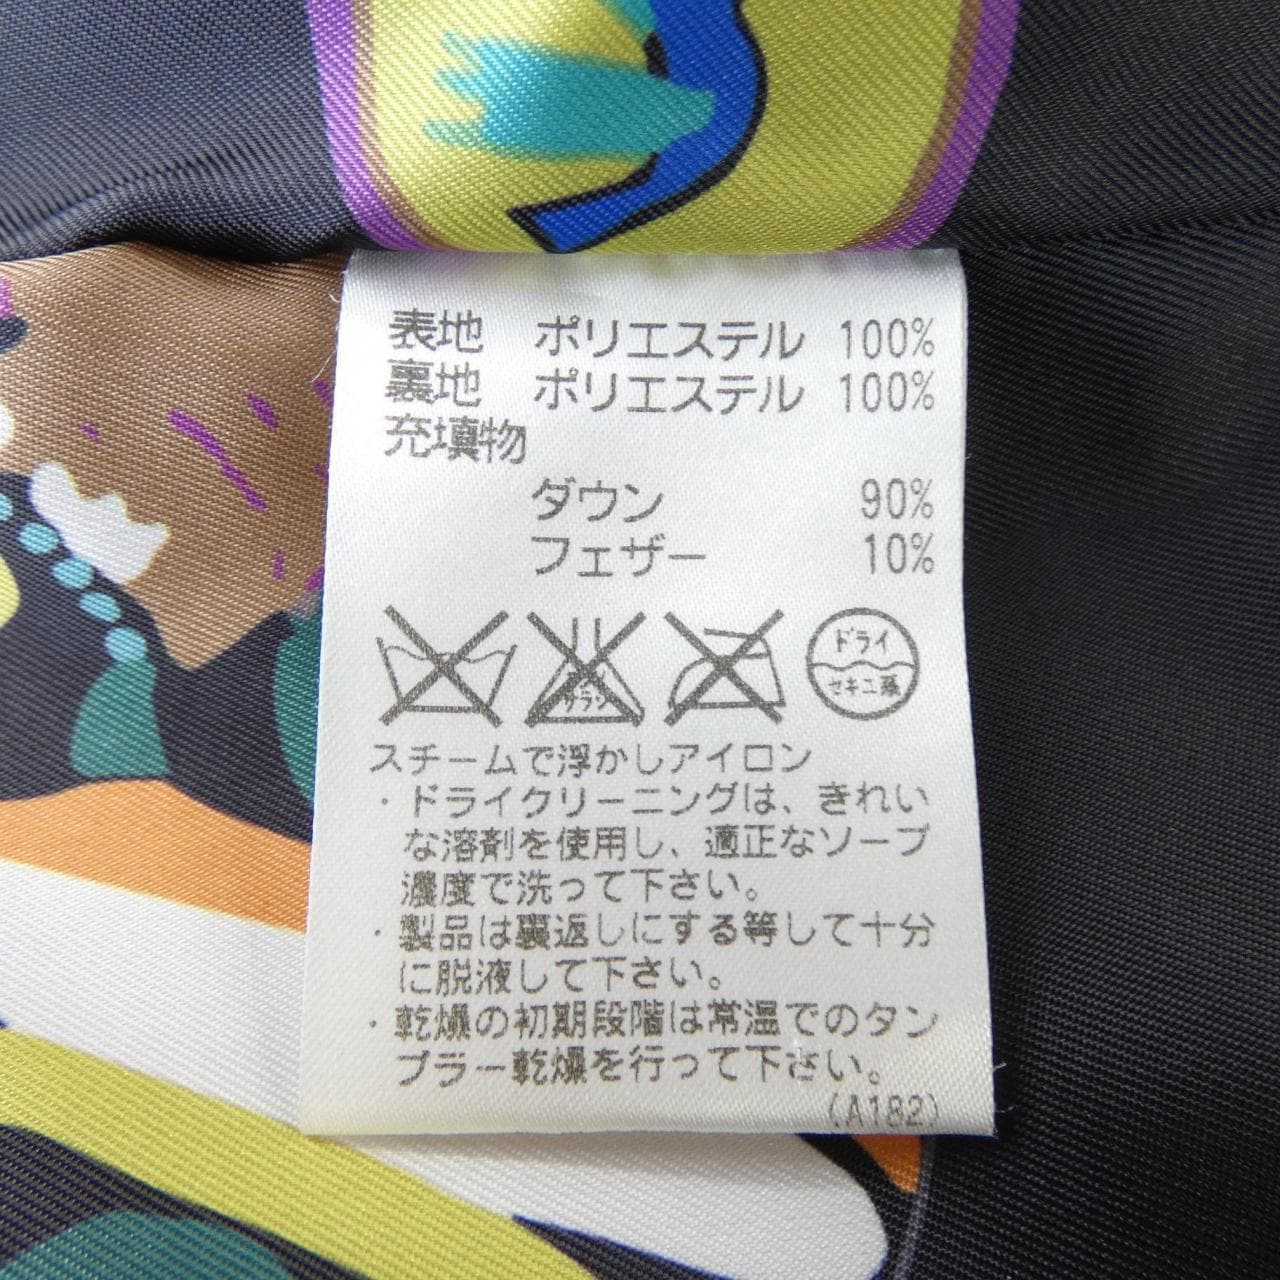 表地 ポリエステル 100%
裏地 ポリエステル 100%
充填物
ダウン 90%
フェザー 10%
サラシ
ドライ
セキユ系
スチームで浮かしアイロン
・ドライクリーニングは、きれい
な溶剤を使用し、適正なソープ
濃度で洗って下さい。
・製品は裏返しにする等して十分
に脱液して下さい。
・乾燥の初期段階は常温でのタン
ブラー乾燥を行って下さい。
(A182)